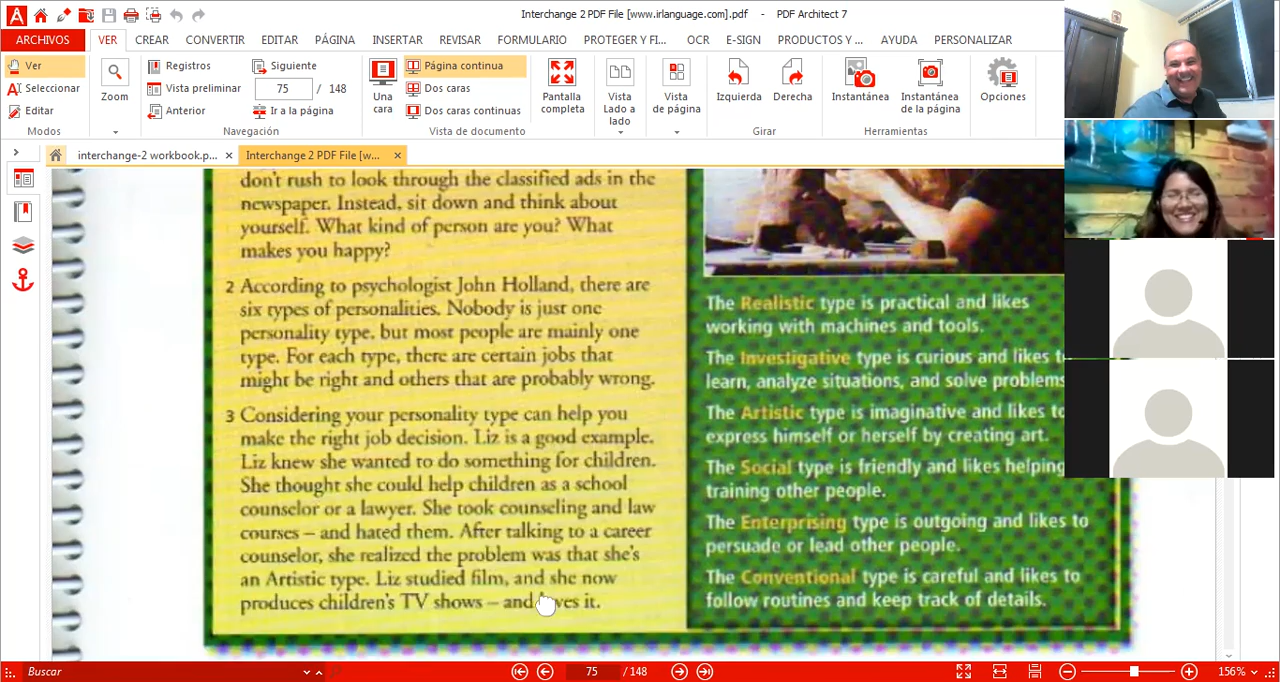 Interchange 2 PDF File [www.irlanguage.com].pdf - PDF Architect 7
ARCHIVOS VER CREAR CONVERTIR EDITAR PÁGINA INSERTAR REVISAR FORMULARIO PROTEGER Y FI... OCR E-SIGN PRODUCTOS Y ... AYUDA PERSONALIZAR
Ver
Seleccionar
Editar
Modos
Zoom
Registros
Vista preliminar
Anterior
Siguiente
75 / 148
Ir a la página
Navegación
Una cara
Página continua
Dos caras
Dos caras continuas
Vista de documento
Pantalla completa
Vista lado a lado
Vista de página
Izquierda
Derecha
Girar
Instantánea
Instantánea de la página
Herramientas
Opciones
interchange-2 workbook.p...
Interchange 2 PDF File [w...
don't rush to look through the classified ads in the
newspaper. Instead, sit down and think about
yourself. What kind of person are you? What
makes you happy?
2 According to psychologist John Holland, there are
six types of personalities. Nobody is just one
personality type, but most people are mainly one
type. For each type, there are certain jobs that
might be right and others that are probably wrong.
3 Considering your personality type can help you
make the right job decision. Liz is a good example.
Liz knew she wanted to do something for children.
She thought she could help children as a school
counselor or a lawyer. She took counseling and law
courses – and hated them. After talking to a career
counselor, she realized the problem was that she's
an Artistic type. Liz studied film, and she now
produces children's TV shows – and loves it.
The Realistic type is practical and likes
working with machines and tools.
The Investigative type is curious and likes
learn, analyze situations, and solve problems
The Artistic type is imaginative and likes to
express himself or herself by creating art.
The Social type is friendly and likes helping
training other people.
The Enterprising type is outgoing and likes to
persuade or lead other people.
The Conventional type is careful and likes to
follow routines and keep track of details.
Buscar
75 / 148
156%